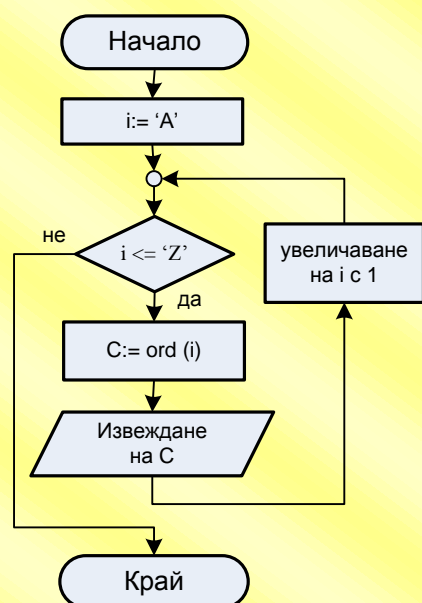 Начало
i:= ‘A’
не
i <= ‘Z’
увеличаване
на i с 1
да
C:= ord (i)
Извеждане
на C
Край